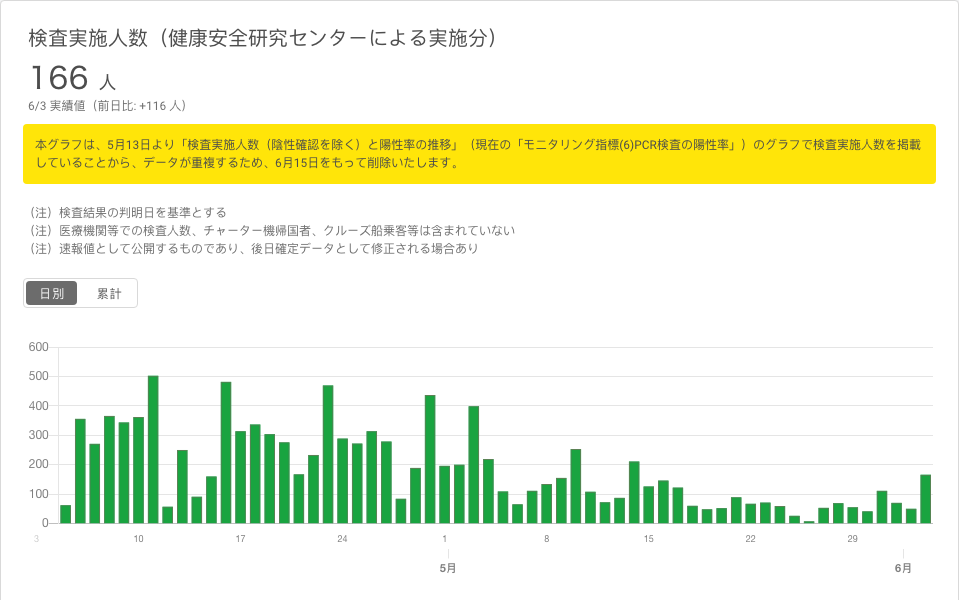 検査実施人数（健康安全研究センターによる実施分）
166 人
6/3 実績値（前日比: +116 人）
本グラフは、5月13日より「検査実施人数（陰性確認を除く）と陽性率の推移」（現在の「モニタリング指標(6)PCR検査の陽性率」）のグラフで検査実施人数を掲載
していることから、データが重複するため、6月15日をもって削除いたします。
（注）検査結果の判明日を基準とする
（注）医療機関等での検査人数、チャーター機帰国者、クルーズ船乗客等は含まれていない
（注）速報値として公開するものであり、後日確定データとして修正される場合あり
日別 累計
600
500
400
300
200
100
0
3 10 17 24 1 8 15 22 29
5月 6月